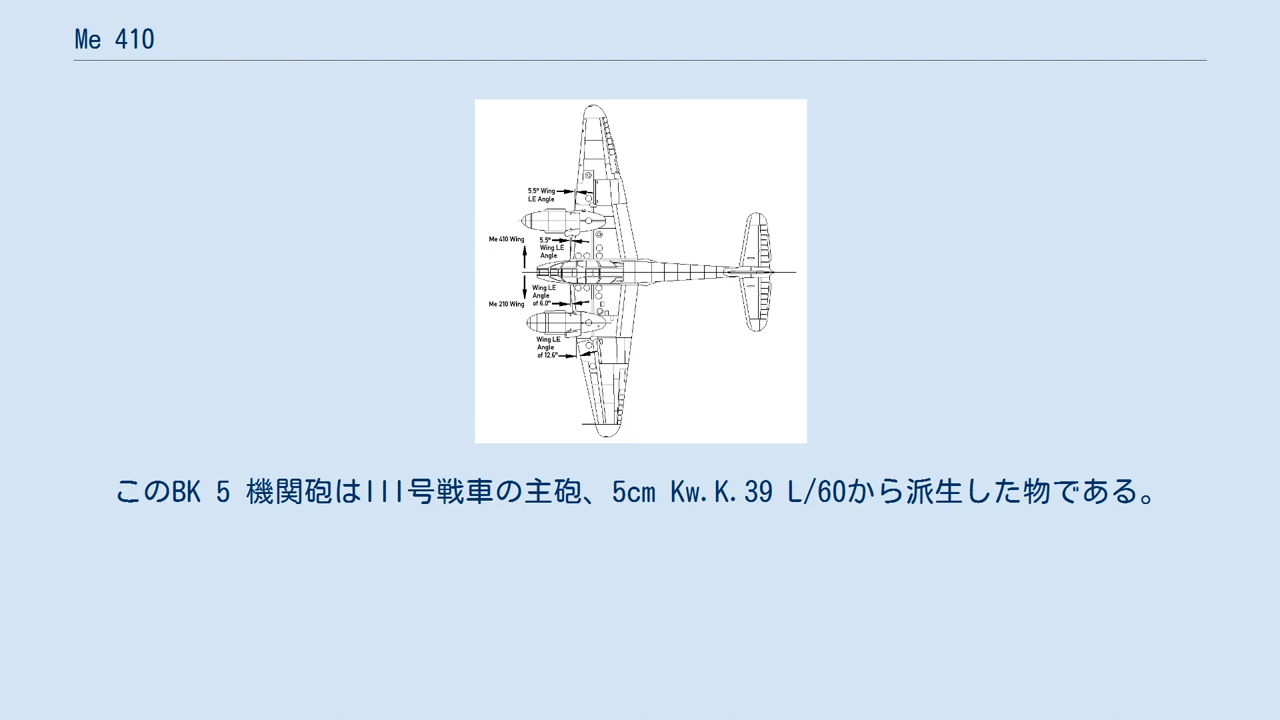 Me 410
5.5° Wing
LE Angle
Me 410 Wing
5.5°
Wing LE
Angle
Wing LE
Angle
of 6.0°
Me 210 Wing
Wing LE
Angle
of 12.6°
このBK 5 機関砲はIII号戦車の主砲、5cm Kw.K.39 L/60から派生した物である。